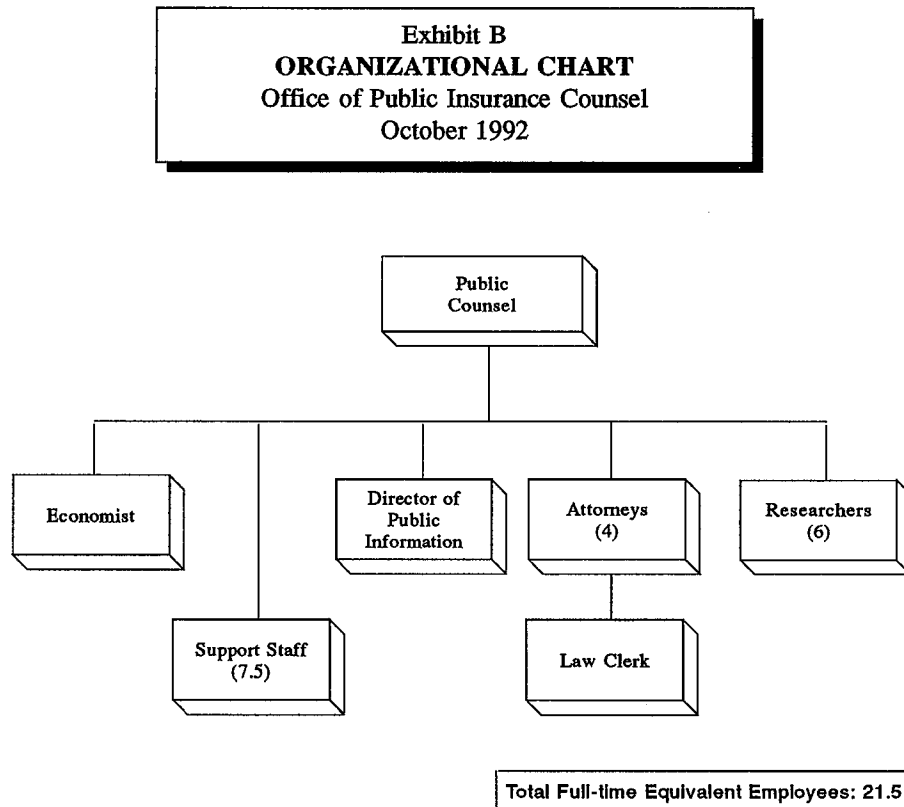 Exhibit B
ORGANIZATIONAL CHART
Office of Public Insurance Counsel
October 1992
Public
Counsel
Economist
Director of
Public
Information
Attorneys
(4)
Researchers
(6)
Support Staff
(7.5)
Law Clerk
Total Full-time Equivalent Employees: 21.5